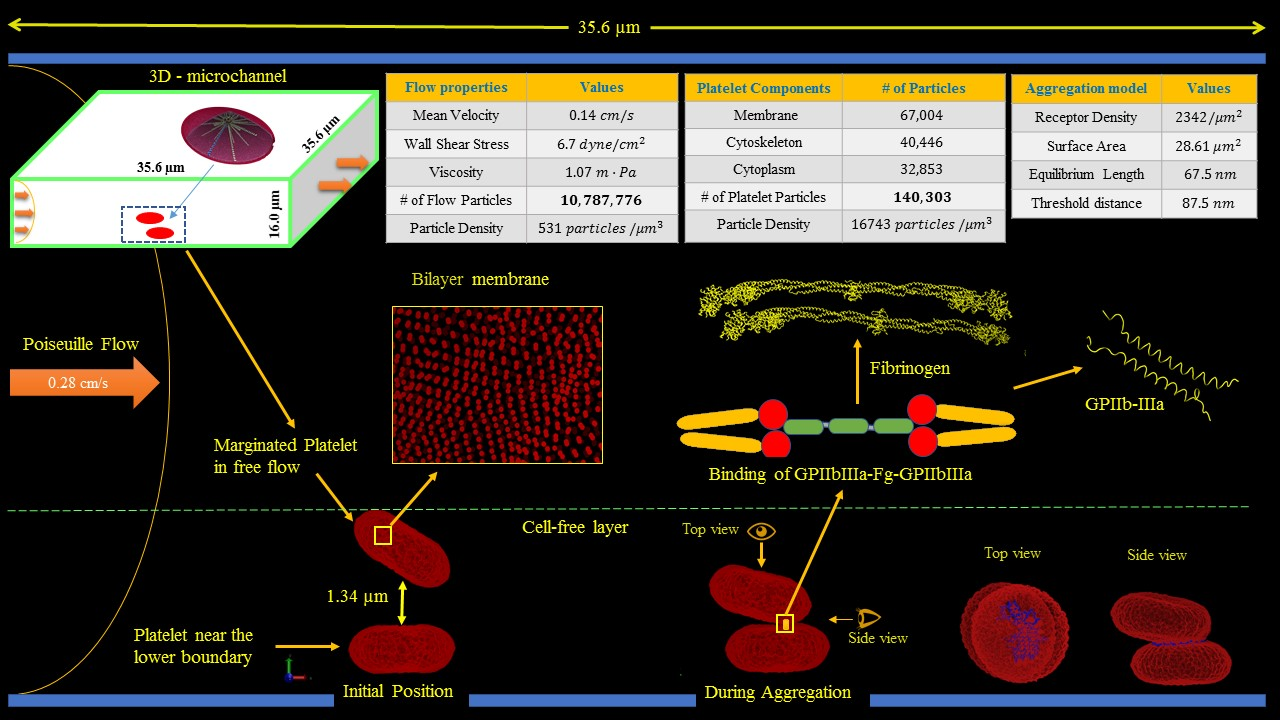 35.6 µm
3D - microchannel
35.6 µm
35.6 µm
16.0 µm
Flow properties Values
Mean Velocity 0.14 cm/s
Wall Shear Stress 6.7 dyne/cm²
Viscosity 1.07 m · Pa
# of Flow Particles 10,787,776
Particle Density 531 particles /µm³
Platelet Components # of Particles
Membrane 67,004
Cytoskeleton 40,446
Cytoplasm 32,853
# of Platelet Particles 140,303
Particle Density 16743 particles /µm³
Aggregation model Values
Receptor Density 2342/µm²
Surface Area 28.61 µm²
Equilibrium Length 67.5 nm
Threshold distance 87.5 nm
Bilayer membrane
Poiseuille Flow
0.28 cm/s
Fibrinogen
GPIIb-IIIa
Marginated Platelet
in free flow
Binding of GPIIbIIIa-Fg-GPIIbIIIa
Cell-free layer
Top view
Side view
Top view
Side view
1.34 µm
Platelet near the
lower boundary
Initial Position
During Aggregation